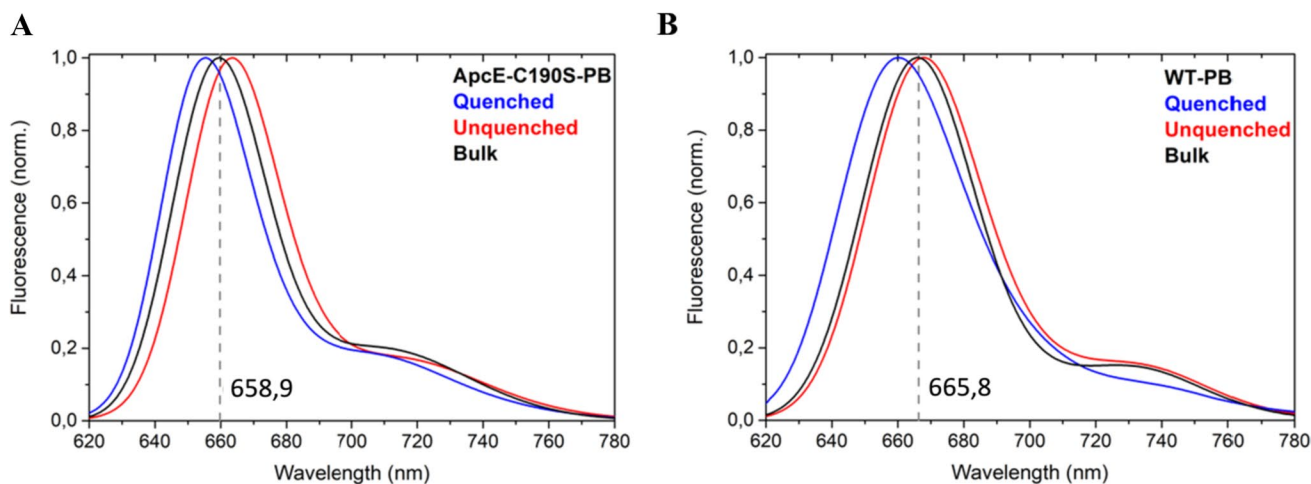 A
Fluorescence (norm.)
1,0
0,8
0,6
0,4
0,2
0,0
ApcE-C190S-PB
Quenched
Unquenched
Bulk
658,9
620 640 660 680 700 720 740 760 780
Wavelength (nm)
B
Fluorescence (norm.)
1,0
0,8
0,6
0,4
0,2
0,0
WT-PB
Quenched
Unquenched
Bulk
665,8
620 640 660 680 700 720 740 760 780
Wavelength (nm)